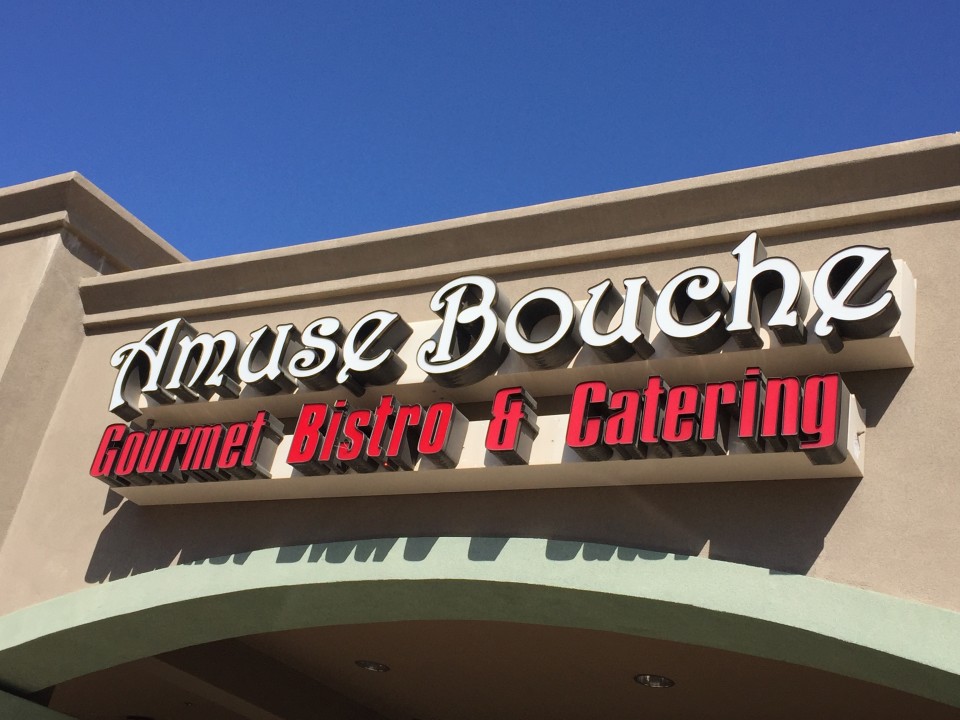 Amuse Bouche
Gourmet Bistro & Catering